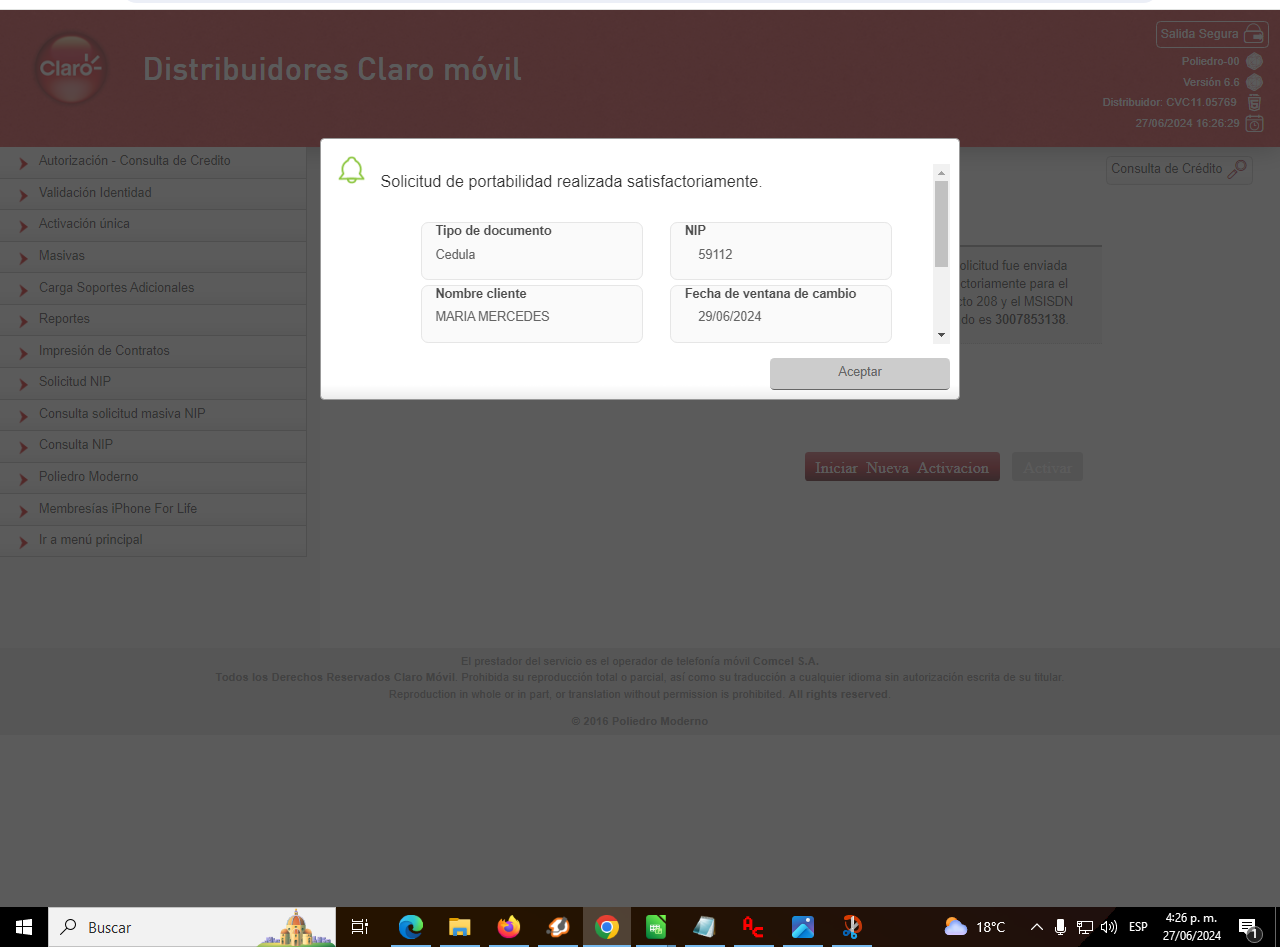 Claro
Distribuidores Claro móvil
Salida Segura
Poliedro-00
Versión 6.6
Distribuidor: CVC11.05769
27/06/2024 16:26:29
Autorización - Consulta de Credito
Validación Identidad
Activación única
Masivas
Carga Soportes Adicionales
Reportes
Impresión de Contratos
Solicitud NIP
Consulta solicitud masiva NIP
Consulta NIP
Poliedro Moderno
Membresías iPhone For Life
Ir a menú principal
Consulta de Crédito
Solicitud de portabilidad realizada satisfactoriamente.
Tipo de documento
Cedula
NIP
59112
Nombre cliente
MARIA MERCEDES
Fecha de ventana de cambio
29/06/2024
Aceptar
olicitud fue enviada
ctoriamente para el
cto 208 y el MSISDN
do es 3007853138.
Iniciar Nueva Activacion
Activar
El prestador del servicio es el operador de telefonía móvil Comcel S.A.
Todos los Derechos Reservados Claro Móvil. Prohibida su reproducción total o parcial, así como su traducción a cualquier idioma sin autorización escrita de su titular.
Reproduction in whole or in part, or translation without permission is prohibited. All rights reserved.
© 2016 Poliedro Moderno
Buscar
18°C
ESP
4:26 p. m.
27/06/2024
1